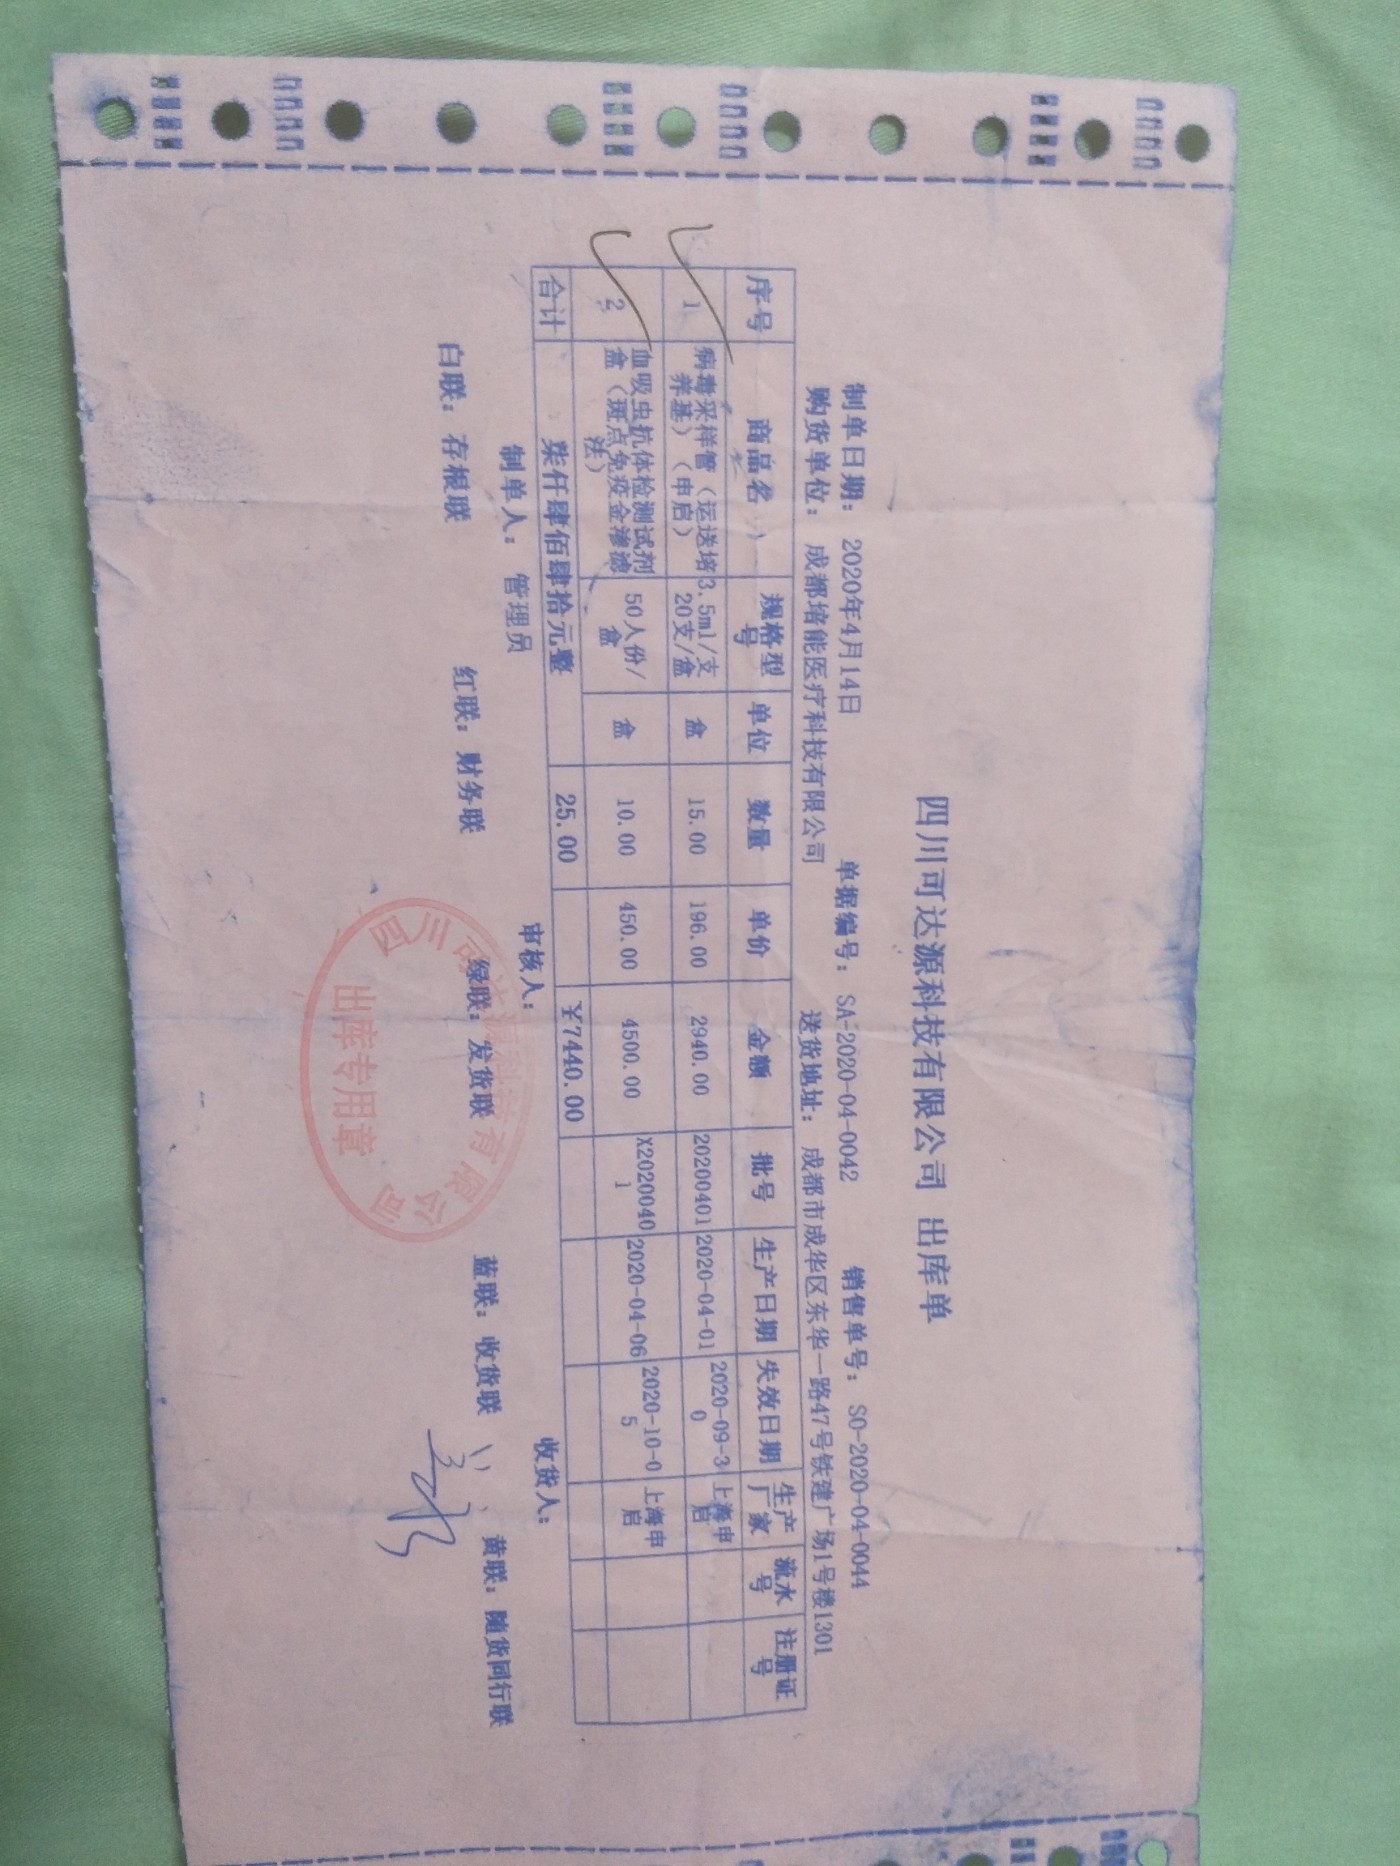 四川可达源科技有限公司 出库单
制单日期： 2020年4月14日 单据编号： SA-2020-04-0042 销售单号： SO-2020-04-0044
购货单位： 成都培能医疗科技有限公司 送货地址： 成都市成华区东华一路47号铁建广场1号楼1301
序号 商品名 规格型号 单位 数量 单价 金额 批号 生产日期 失效日期 生产厂家 流水号 注册证号
1 病毒采样管（运送培养基）（申启） 3.5ml/支 20支/盒 盒 15.00 196.00 2940.00 20200401 2020-04-01 2020-09-30 上海申启
2 血吸虫抗体检测试剂盒（斑点免疫金渗滤法） 50人份/盒 盒 10.00 450.00 4500.00 X20200401 2020-04-06 2020-10-05 上海申启
合计 柒仟肆佰肆拾元整 25.00 ¥7440.00
制单人： 管理员 审核人： 收货人：
白联：存根联 红联：财务联 绿联：发货联 蓝联：收货联 黄联：随货同行联
四川可达源科技有限公司
出库专用章